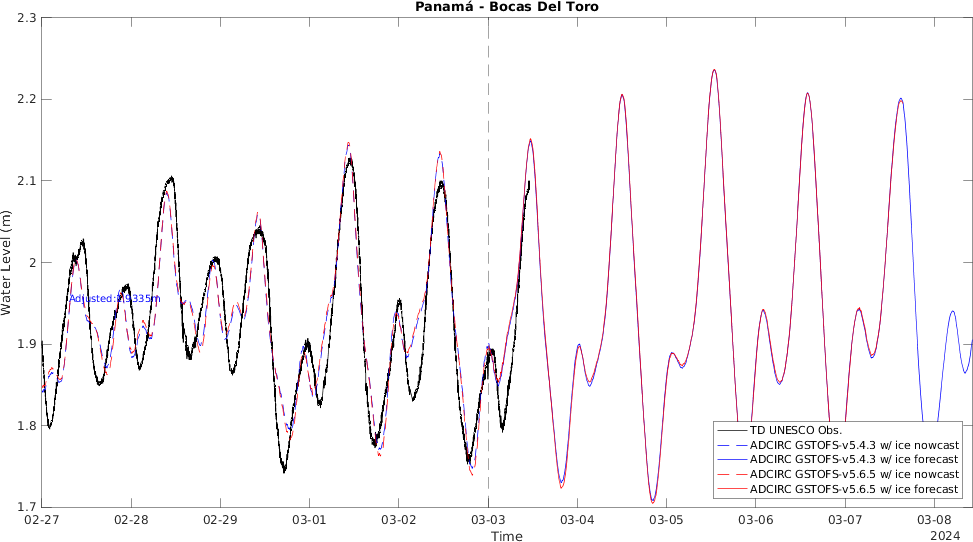 Panamá - Bocas Del Toro
2.3
2.2
2.1
2
1.9
1.8
1.7
Water Level (m)
TD UNESCO Obs.
ADCIRC GSTOFS-v5.4.3 w/ ice nowcast
ADCIRC GSTOFS-v5.4.3 w/ ice forecast
ADCIRC GSTOFS-v5.6.5 w/ ice nowcast
ADCIRC GSTOFS-v5.6.5 w/ ice forecast
02-27 02-28 02-29 03-01 03-02 03-03 03-04 03-05 03-06 03-07 03-08
Time
2024